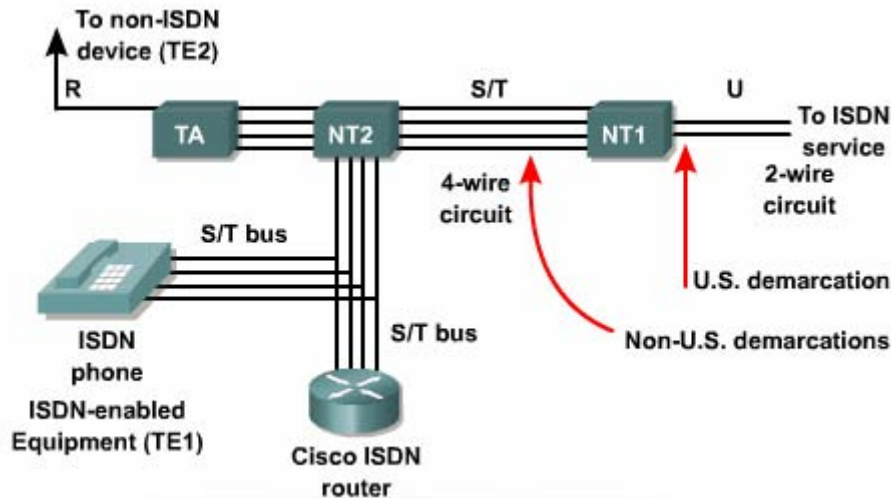 To non-ISDN
device (TE2)
R
S/T
U
TA
NT2
NT1
To ISDN
service
4-wire
circuit
2-wire
circuit
S/T bus
U.S. demarcation
S/T bus
Non-U.S. demarcations
ISDN
phone
ISDN-enabled
Equipment (TE1)
Cisco ISDN
router